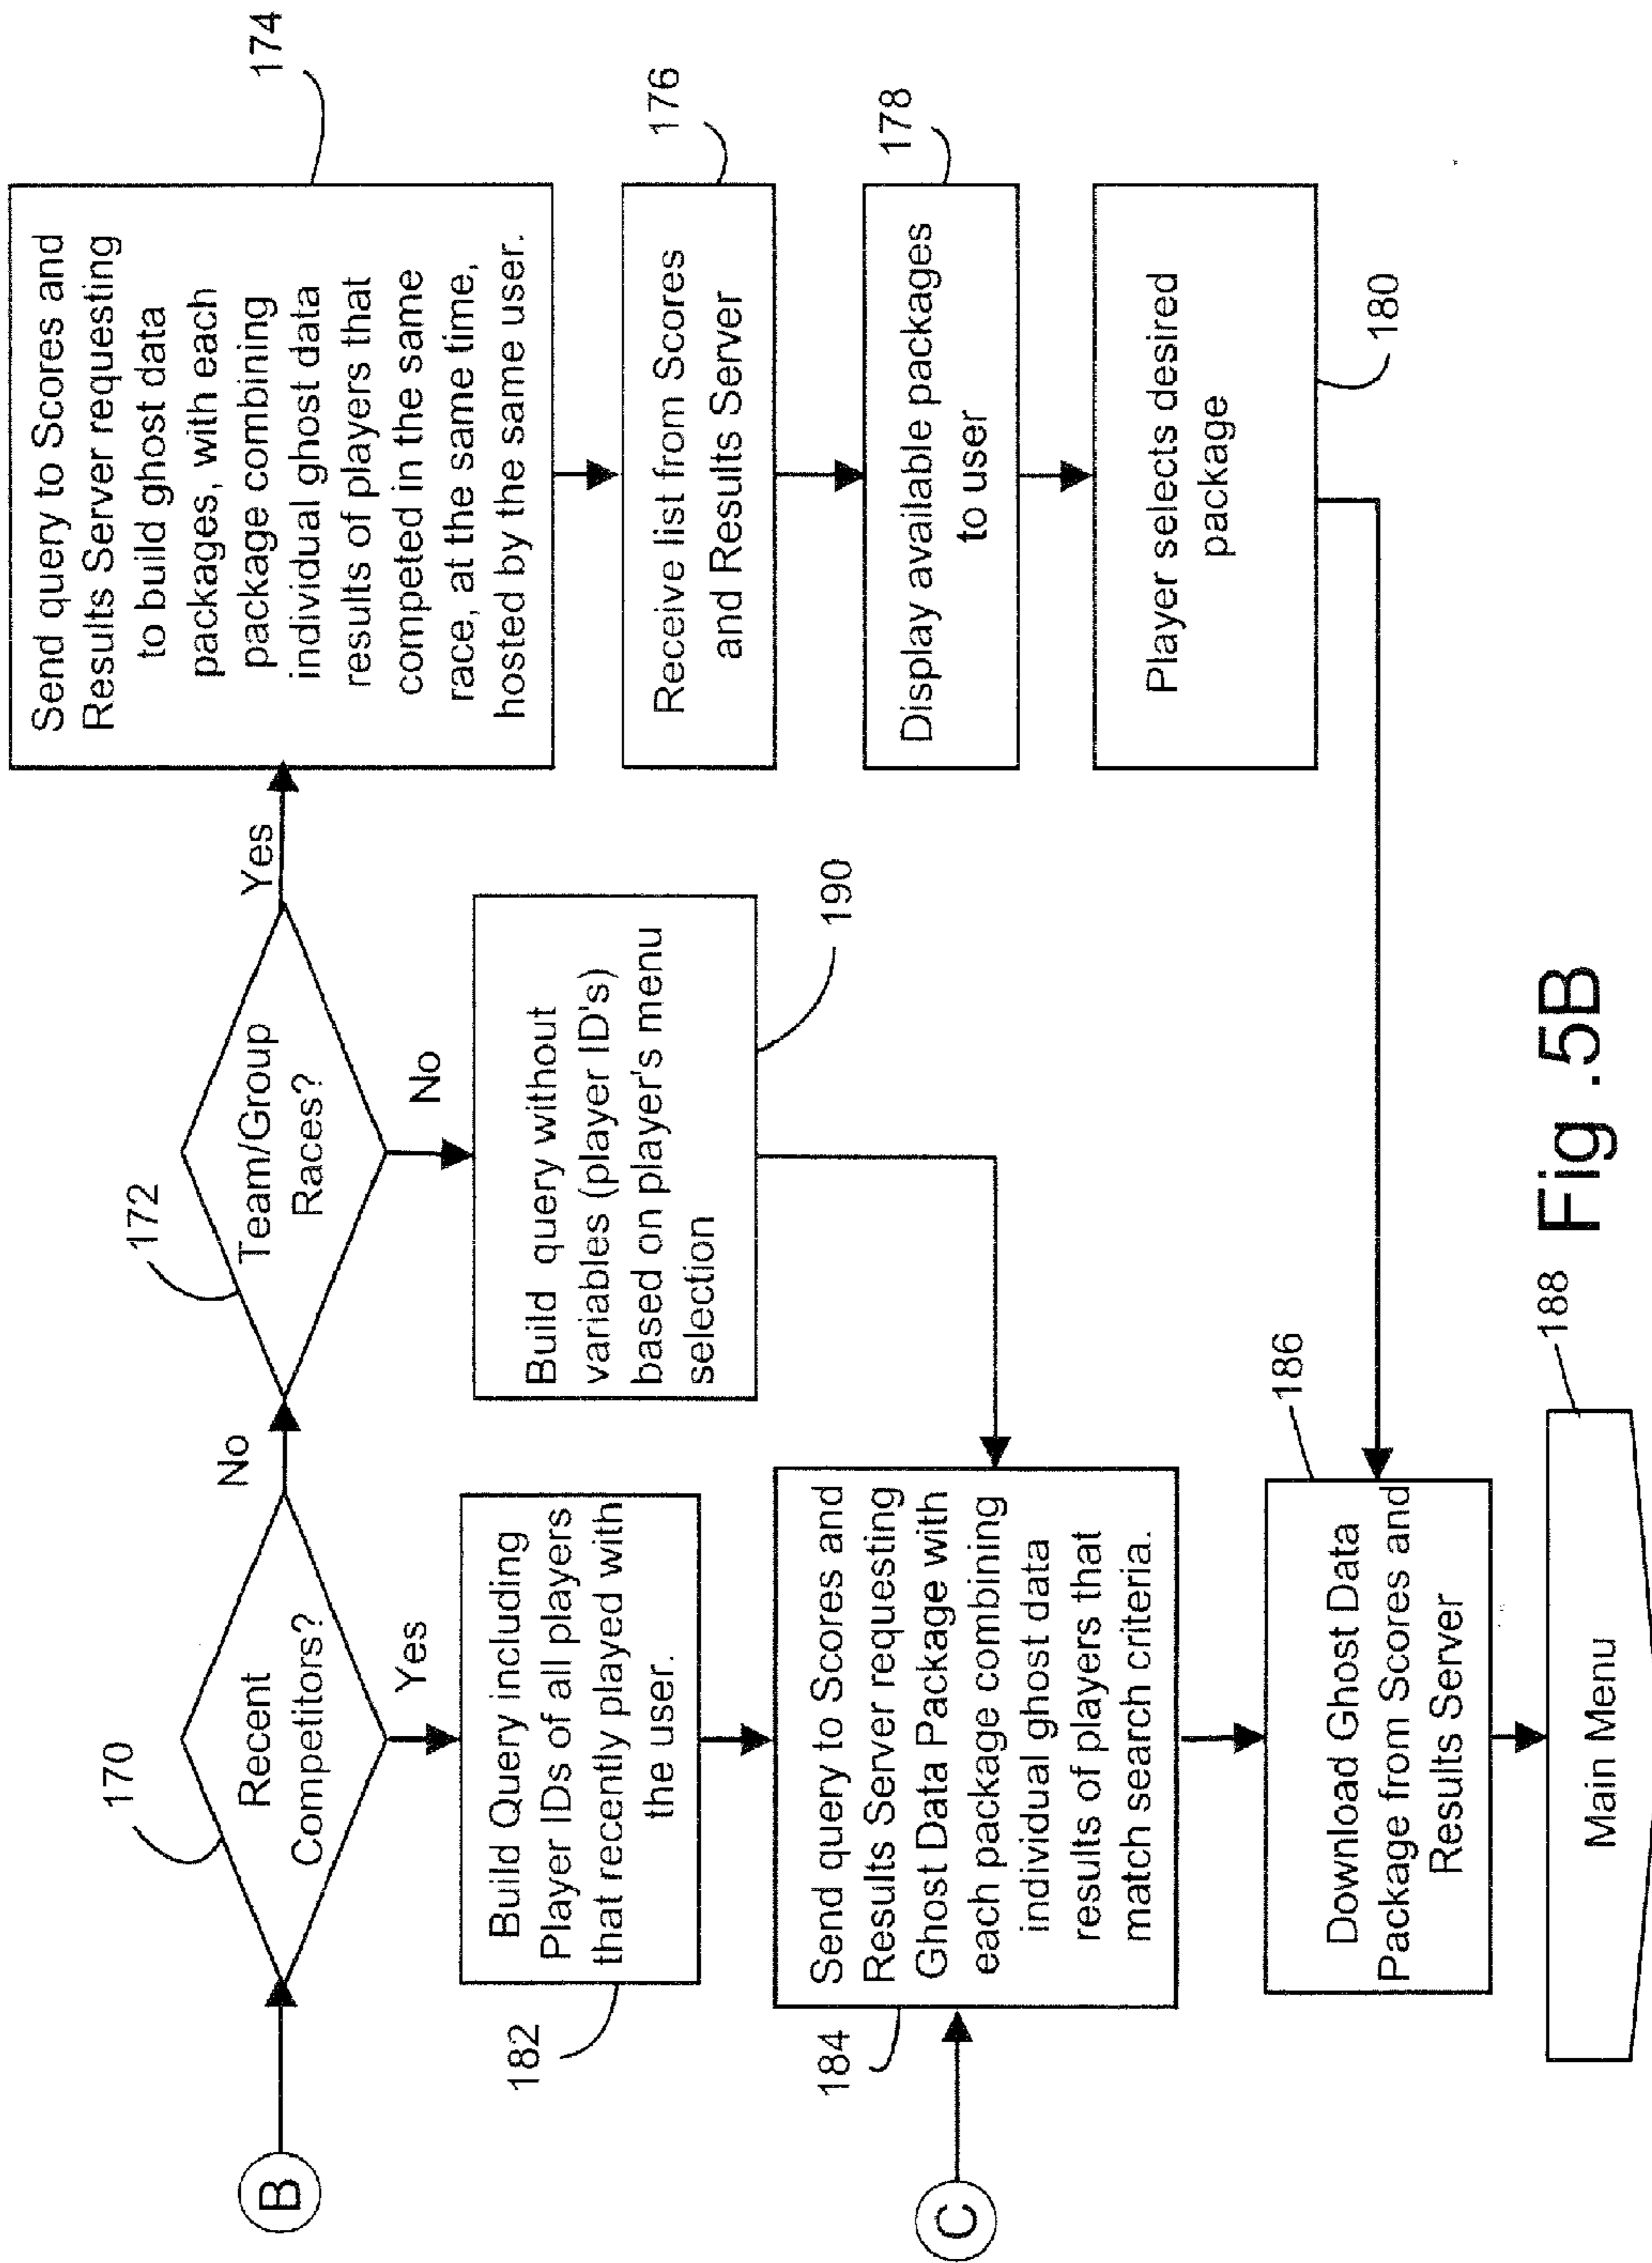 B
170
Recent
Competitors?
No
Yes
172
Team/Group
Races?
Yes
No
174
Send query to Scores and
Results Server requesting
to build ghost data
packages, with each
package combining
individual ghost data
results of players that
competed in the same
race, at the same time,
hosted by the same user.
182
Build Query including
Player IDs of all players
that recently played with
the user.
190
Build query without
variables (player ID's)
based on player's menu
selection
176
Receive list from Scores
and Results Server
178
Display available packages
to user
180
Player selects desired
package
C
184
Send query to Scores and
Results Server requesting
Ghost Data Package with
each package combining
individual ghost data
results of players that
match search criteria.
186
Download Ghost Data
Package from Scores and
Results Server
188
Main Menu
Fig .5B